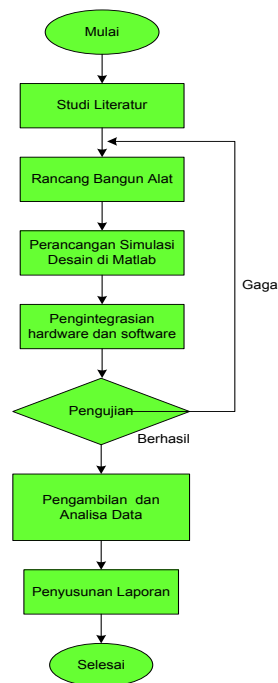 Mulai
Studi Literatur
Rancang Bangun Alat
Perancangan Simulasi
Desain di Matlab
Gaga
Pengintegrasian
hardware dan software
Pengujian
Berhasil
Pengambilan dan
Analisa Data
Penyusunan Laporan
Selesai